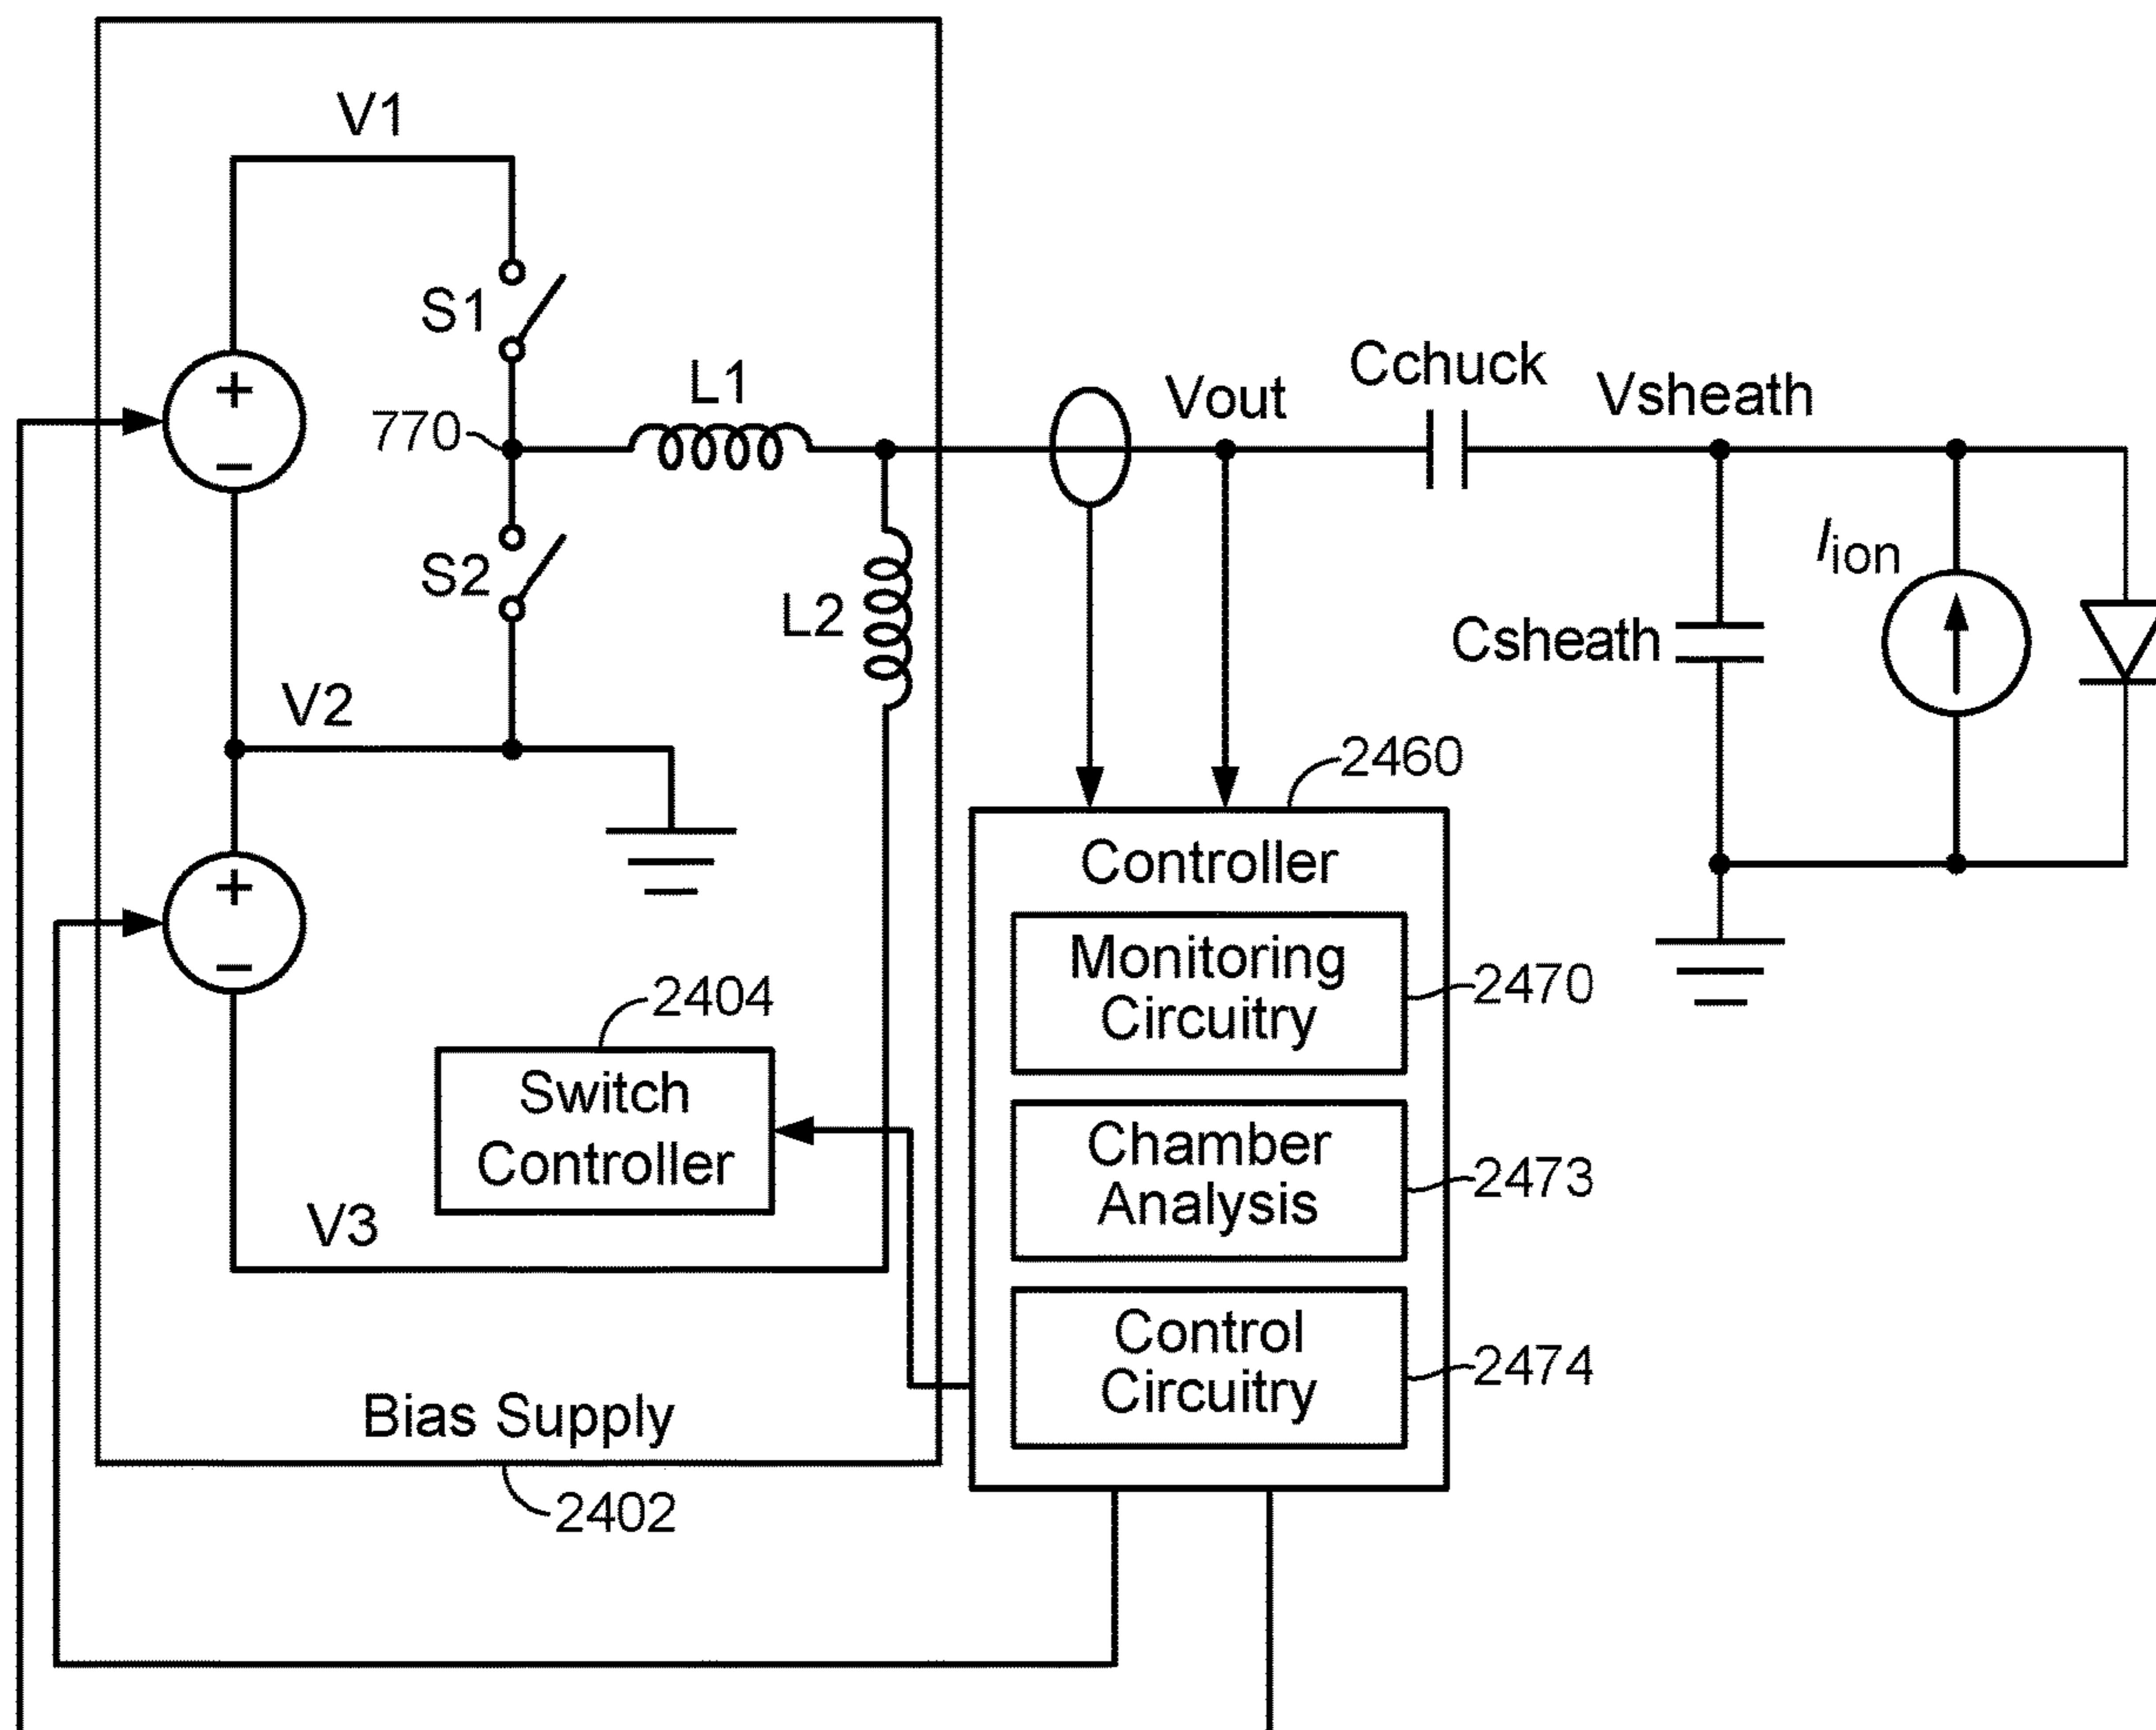 V1
+
−
S1
770
L1
S2
L2
V2
+
−
V3
Switch
Controller
2404
Bias Supply
2402
Vout
Cchuck
Vsheath
Csheath
Iion
2460
Controller
Monitoring
Circuitry
2470
Chamber
Analysis
2473
Control
Circuitry
2474